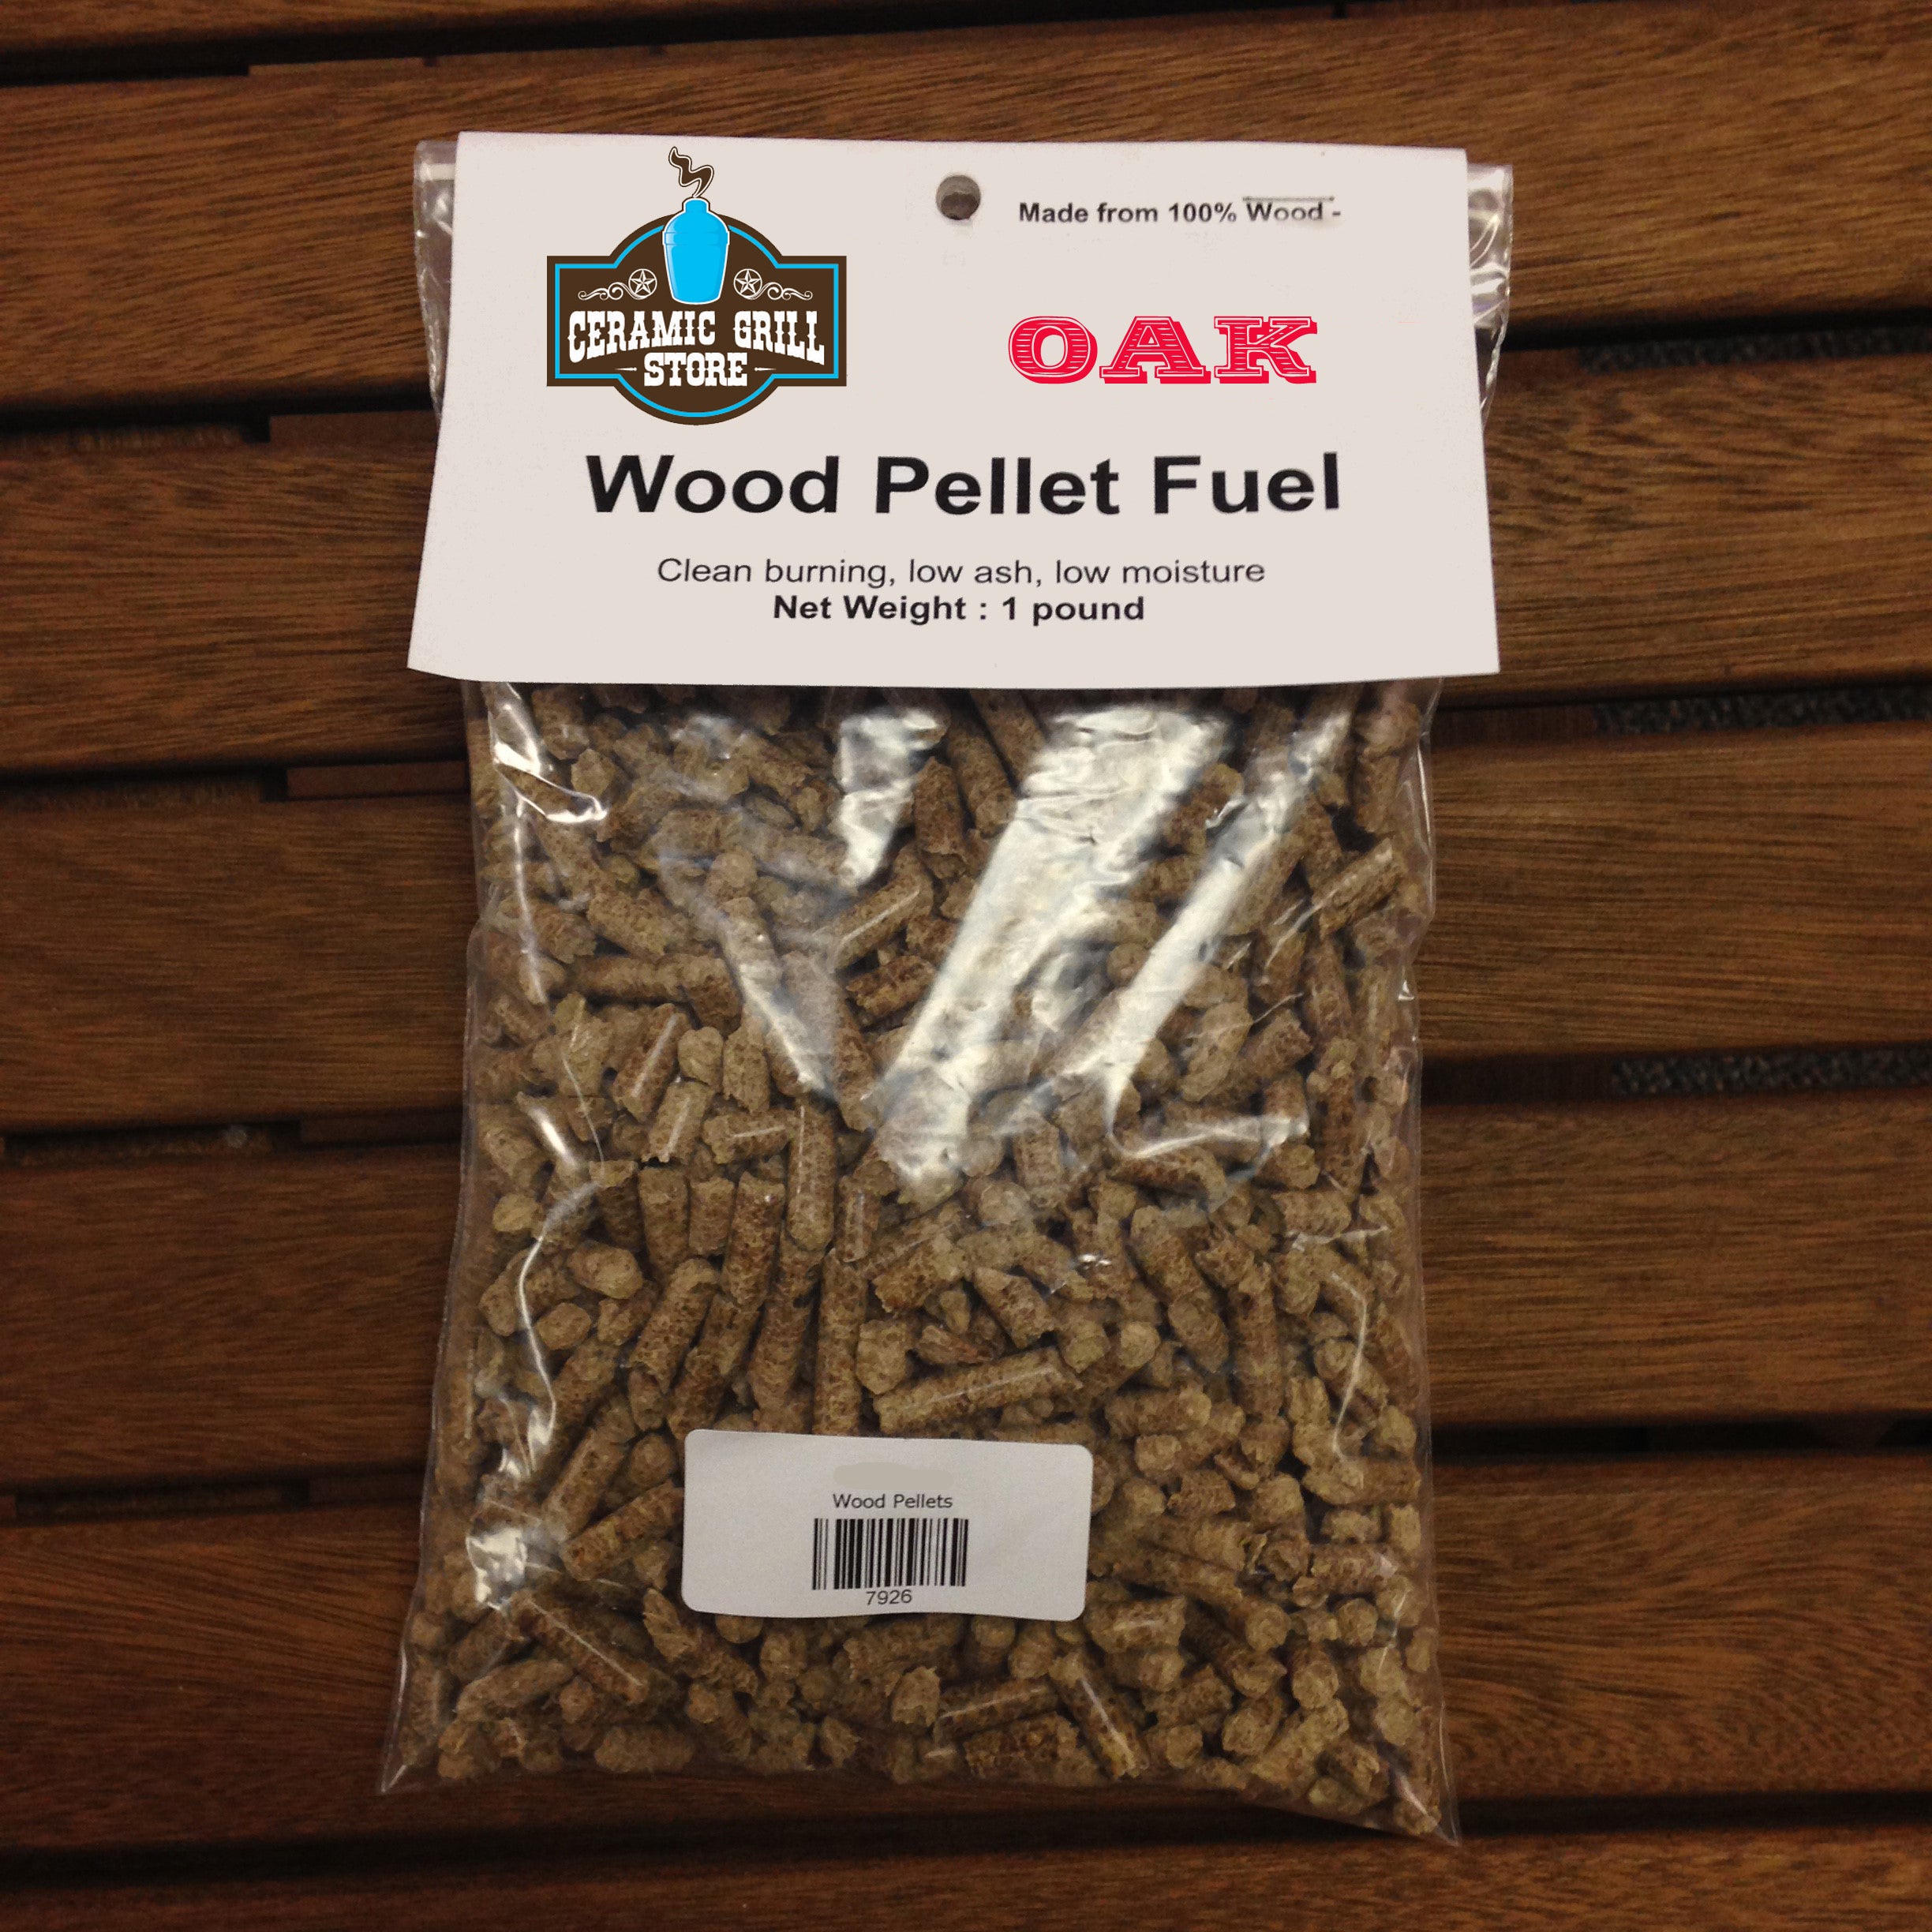 Made from 100% Wood -
CERAMIC GRILL
STORE
OAK
Wood Pellet Fuel
Clean burning, low ash, low moisture
Net Weight : 1 pound
Wood Pellets
7926